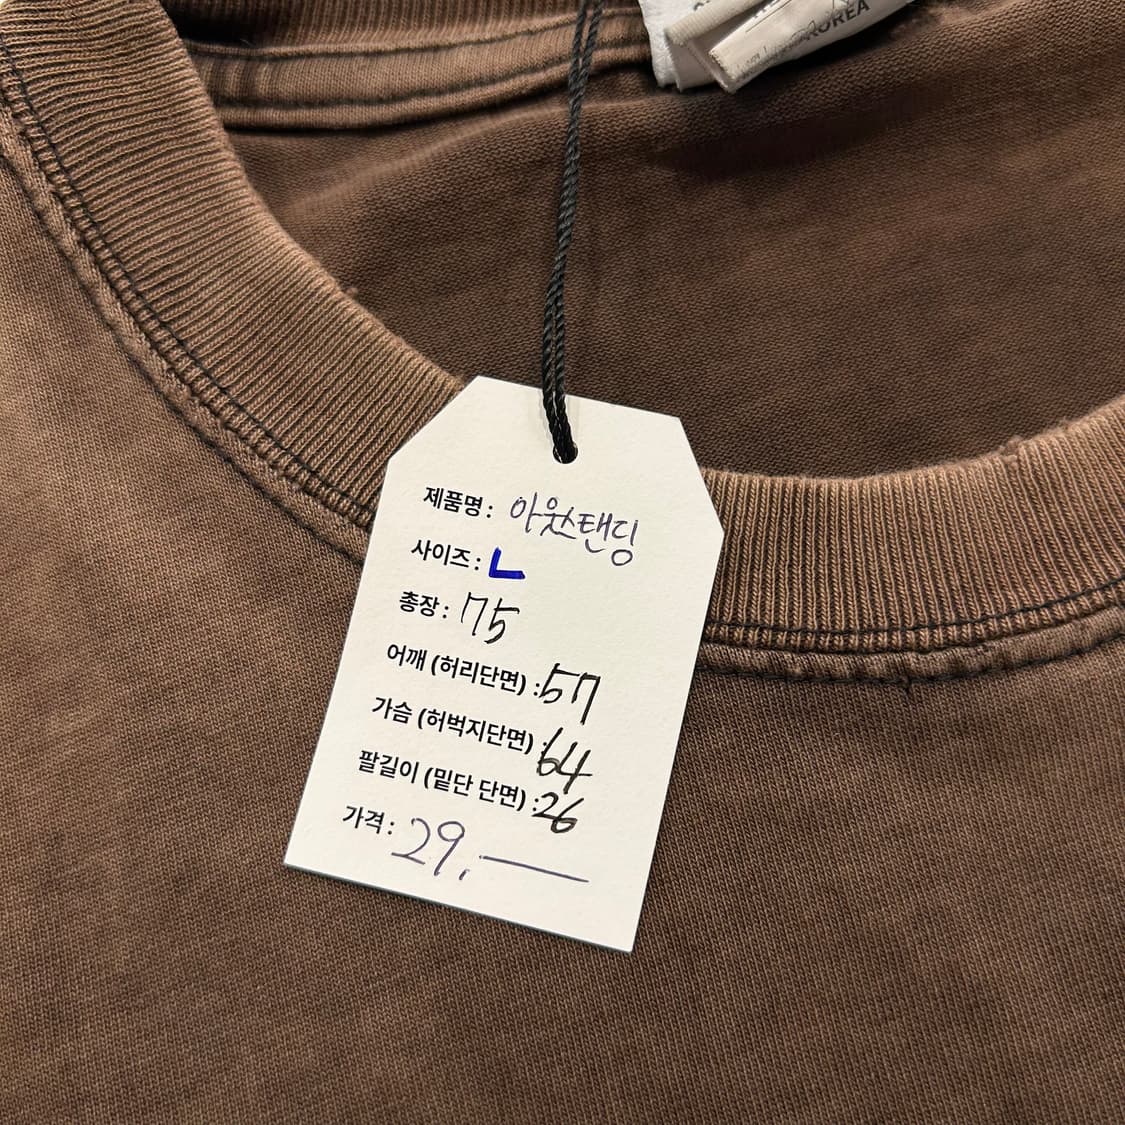 KOREA
제품명: 아웃스탠딩
사이즈: L
총장: 75
어깨 (허리단면) :57
가슴 (허벅지단면) :64
팔길이 (밑단 단면) :26
가격: 29,—